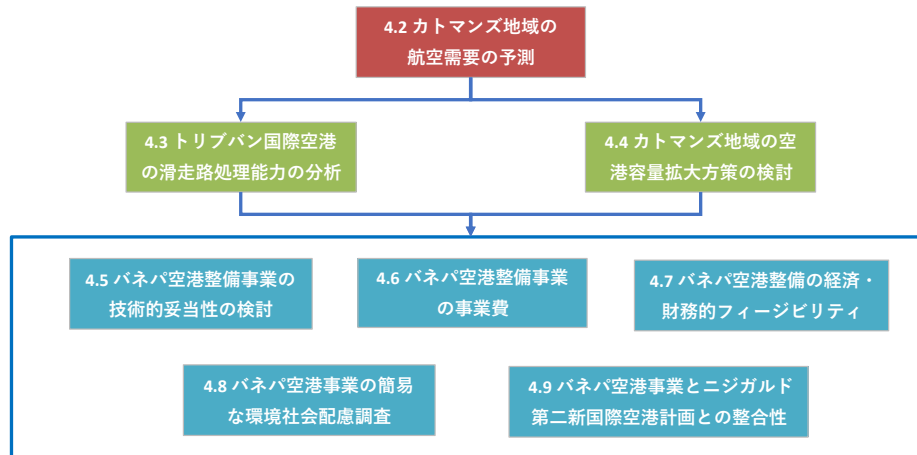 4.2 カトマンズ地域の
航空需要の予測
4.3 トリブバン国際空港
の滑走路処理能力の分析
4.4 カトマンズ地域の空
港容量拡大方策の検討
4.5 バネパ空港整備事業の
技術的妥当性の検討
4.6 バネパ空港整備事業
の事業費
4.7 バネパ空港整備の経済・
財務的フィージビリティ
4.8 バネパ空港事業の簡易
な環境社会配慮調査
4.9 バネパ空港事業とニジガルド
第二新国際空港計画との整合性